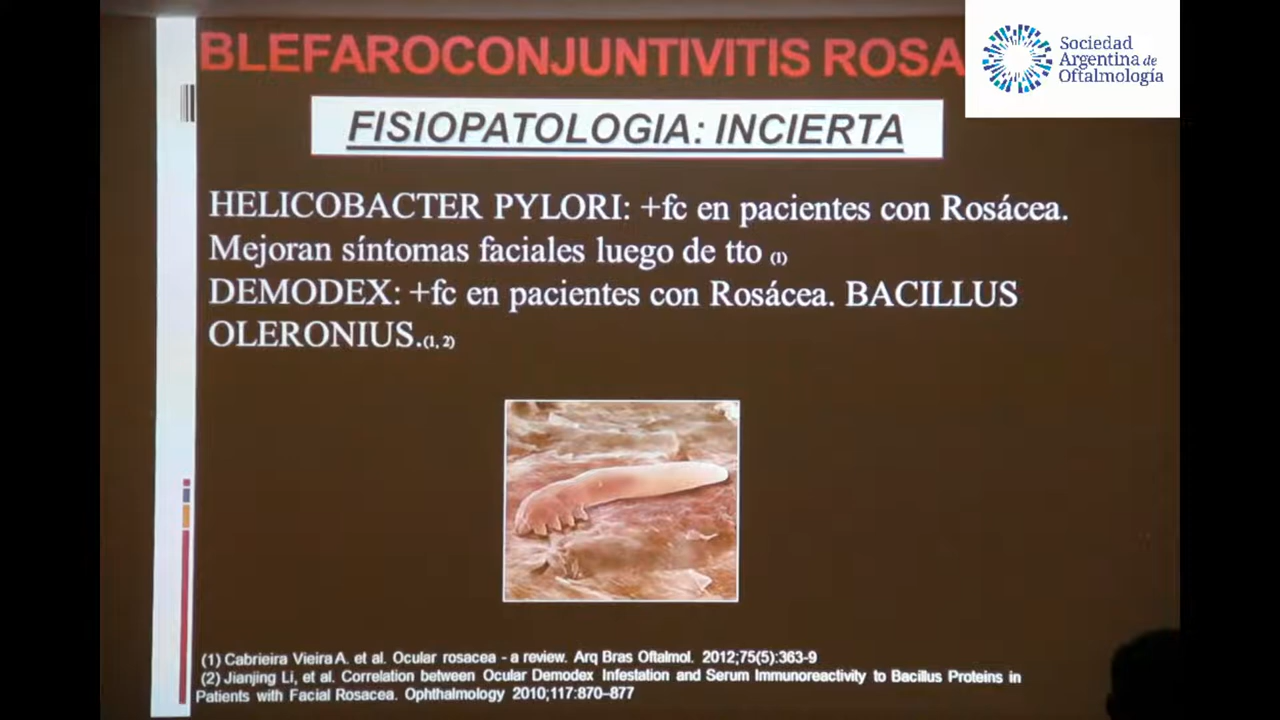 BLEFAROCONJUNTIVITIS ROSA
Sociedad
Argentina de
Oftalmología
FISIOPATOLOGIA: INCIERTA
HELICOBACTER PYLORI: +fc en pacientes con Rosácea.
Mejoran síntomas faciales luego de tto (1)
DEMODEX: +fc en pacientes con Rosácea. BACILLUS
OLERONIUS.(1, 2)
(1) Cabrieira Vieira A. et al. Ocular rosacea - a review. Arq Bras Oftalmol. 2012;75(5):363-9
(2) Jianjing Li, et al. Correlation between Ocular Demodex Infestation and Serum Immunoreactivity to Bacillus Proteins in
Patients with Facial Rosacea. Ophthalmology 2010;117:870–877